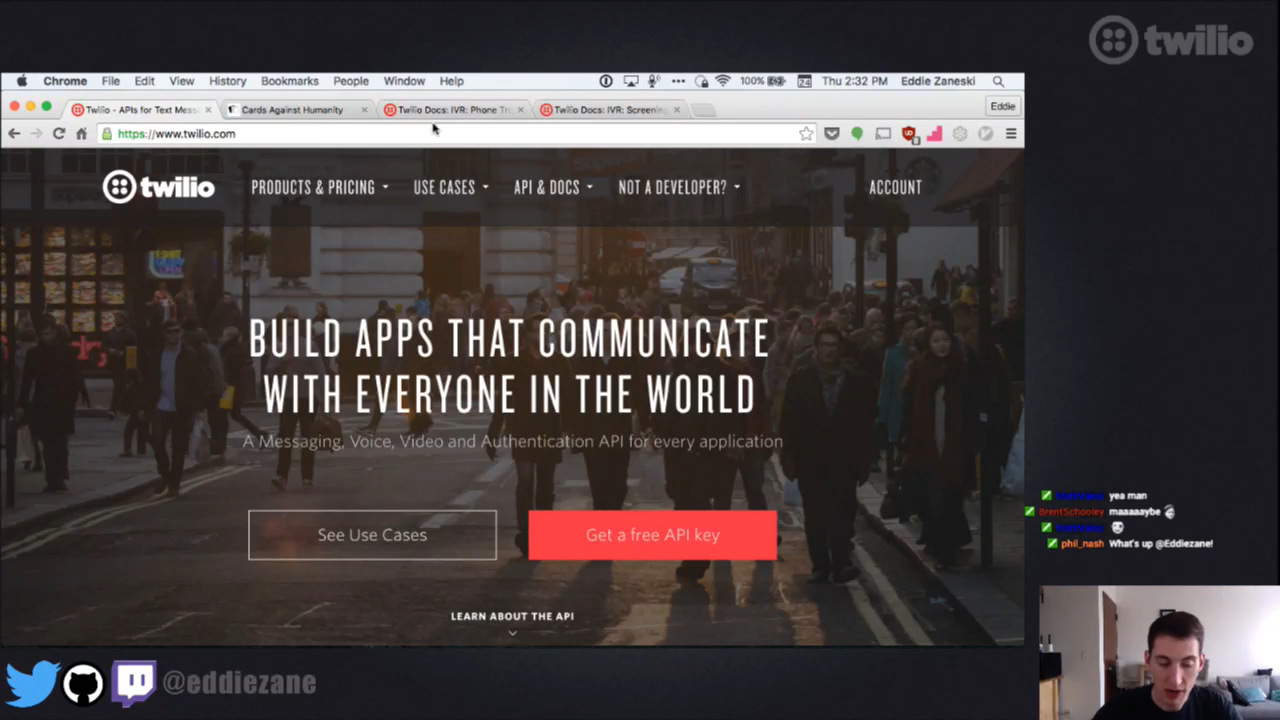 twilio
Chrome File Edit View History Bookmarks People Window Help 100% 24 Thu 2:32 PM Eddie Zaneski
Twilio - APIs for Text Mess Cards Against Humanity Twilio Docs: IVR: Phone Tr Twilio Docs: IVR: Screening Eddie
https://www.twilio.com
twilio PRODUCTS & PRICING USE CASES API & DOCS NOT A DEVELOPER? ACCOUNT
BUILD APPS THAT COMMUNICATE
WITH EVERYONE IN THE WORLD
A Messaging, Voice, Video and Authentication API for every application
See Use Cases Get a free API key
LEARN ABOUT THE API
yea man
BrentSchooley maaaaaybe
phil_nash What's up @Eddiezane!
@eddiezane